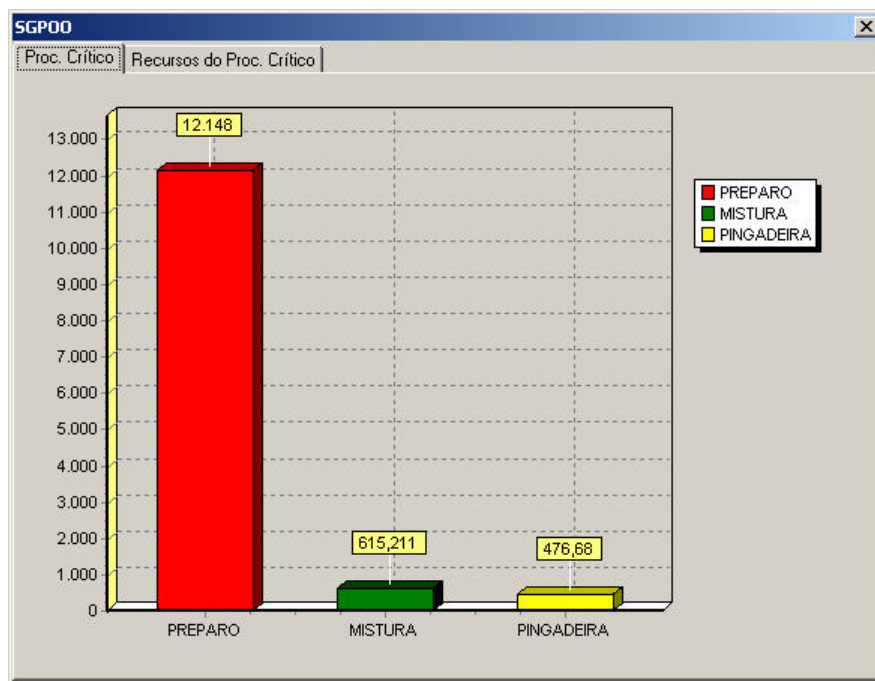 SGPOO
Proc. Crítico
Recursos do Proc. Crítico
12.148
13.000
12.000
11.000
10.000
9.000
8.000
7.000
6.000
5.000
4.000
3.000
2.000
1.000
0
615,211
476,68
PREPARO
MISTURA
PINGADEIRA
PREPARO
MISTURA
PINGADEIRA